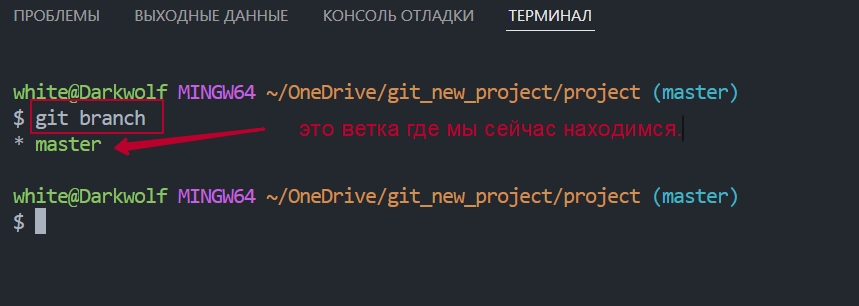 ПРОБЛЕМЫ ВЫХОДНЫЕ ДАННЫЕ КОНСОЛЬ ОТЛАДКИ ТЕРМИНАЛ
white@Darkwolf MINGW64 ~/OneDrive/git_new_project/project (master)
$ git branch
* master это ветка где мы сейчас находимся.
white@Darkwolf MINGW64 ~/OneDrive/git_new_project/project (master)
$